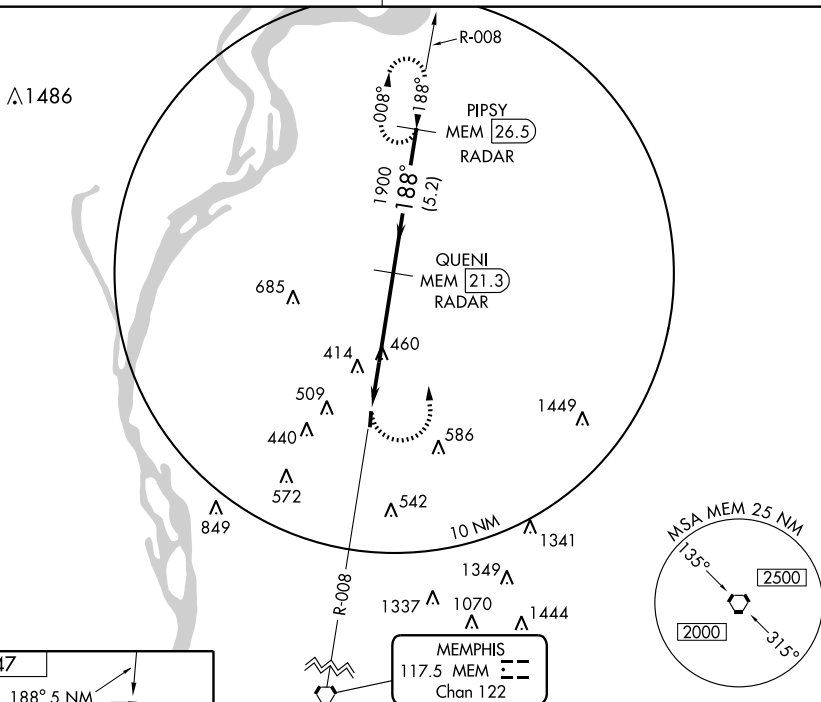 R-008
1486
008°
188°
PIPSY
MEM 26.5
RADAR
1900
188°
(5.2)
QUENI
MEM 21.3
RADAR
685
460
414
509
1449
440
586
572
849
542
10 NM
1341
MSA MEM 25 NM
135°
2500
2000
315°
1349
1337
1070
1444
R-008
MEMPHIS
117.5 MEM
Chan 122
47
188° 5 NM